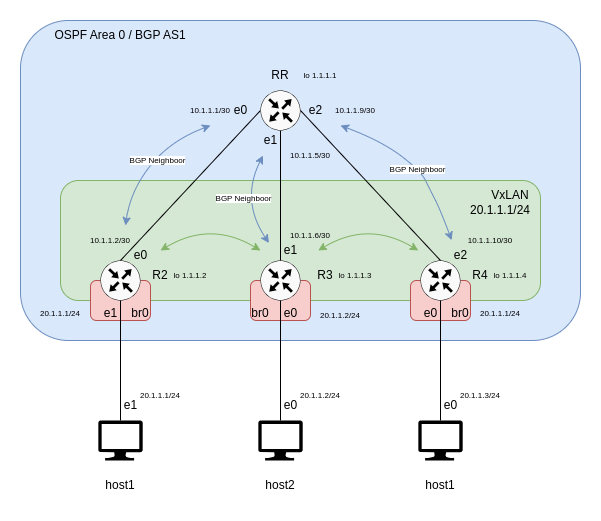 OSPF Area 0 / BGP AS1
RR
lo 1.1.1.1
10.1.1.1/30
e0
e2
10.1.1.9/30
e1
10.1.1.5/30
BGP Neighboor
BGP Neighboor
BGP Neighboor
VxLAN
20.1.1.1/24
10.1.1.2/30
10.1.1.6/30
10.1.1.10/30
e0
e1
e2
R2
lo 1.1.1.2
R3
lo 1.1.1.3
R4
lo 1.1.1.4
20.1.1.1/24
e1
br0
br0
e0
20.1.1.2/24
e0
br0
20.1.1.1/24
20.1.1.1/24
20.1.1.2/24
20.1.1.3/24
e1
e0
e0
host1
host2
host1